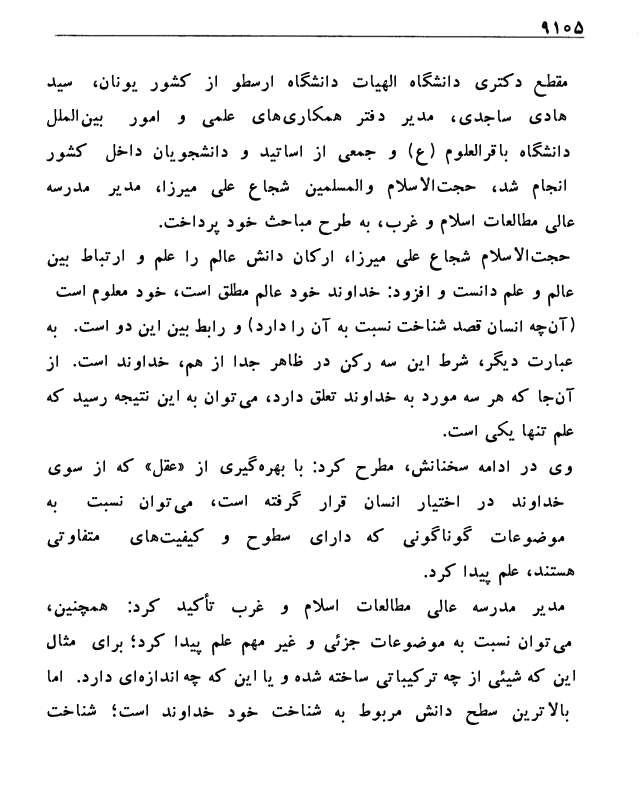 ۹۱۰۵
مقطع دکتری دانشگاه الهیات دانشگاه ارسطو از کشور یونان، سید
هادی ساجدی، مدیر دفتر همکاری‌های علمی و امور بین‌الملل
دانشگاه باقرالعلوم (ع) و جمعی از اساتید و دانشجویان داخل کشور
انجام شد، حجت‌الاسلام والمسلمین شجاع علی میرزا، مدیر مدرسه
عالی مطالعات اسلام و غرب، به طرح مباحث خود پرداخت.
حجت‌الاسلام شجاع علی میرزا، ارکان دانش عالم را علم و ارتباط بین
عالم و علم دانست و افزود: خداوند خود عالم مطلق است، خود معلوم است
(آن‌چه انسان قصد شناخت نسبت به آن را دارد) و رابط بین این دو است. به
عبارت دیگر، شرط این سه رکن در ظاهر جدا از هم، خداوند است. از
آن‌جا که هر سه مورد به خداوند تعلق دارد، می‌توان به این نتیجه رسید که
علم تنها یکی است.
وی در ادامه سخنانش، مطرح کرد: با بهره‌گیری از «عقل» که از سوی
خداوند در اختیار انسان قرار گرفته است، می‌توان نسبت به
موضوعات گوناگونی که دارای سطوح و کیفیت‌های متفاوتی
هستند، علم پیدا کرد.
مدیر مدرسه عالی مطالعات اسلام و غرب تأکید کرد: همچنین،
می‌توان نسبت به موضوعات جزئی و غیر مهم علم پیدا کرد؛ برای مثال
این که شیئی از چه ترکیباتی ساخته شده و یا این که چه اندازه‌ای دارد. اما
بالاترین سطح دانش مربوط به شناخت خود خداوند است؛ شناخت